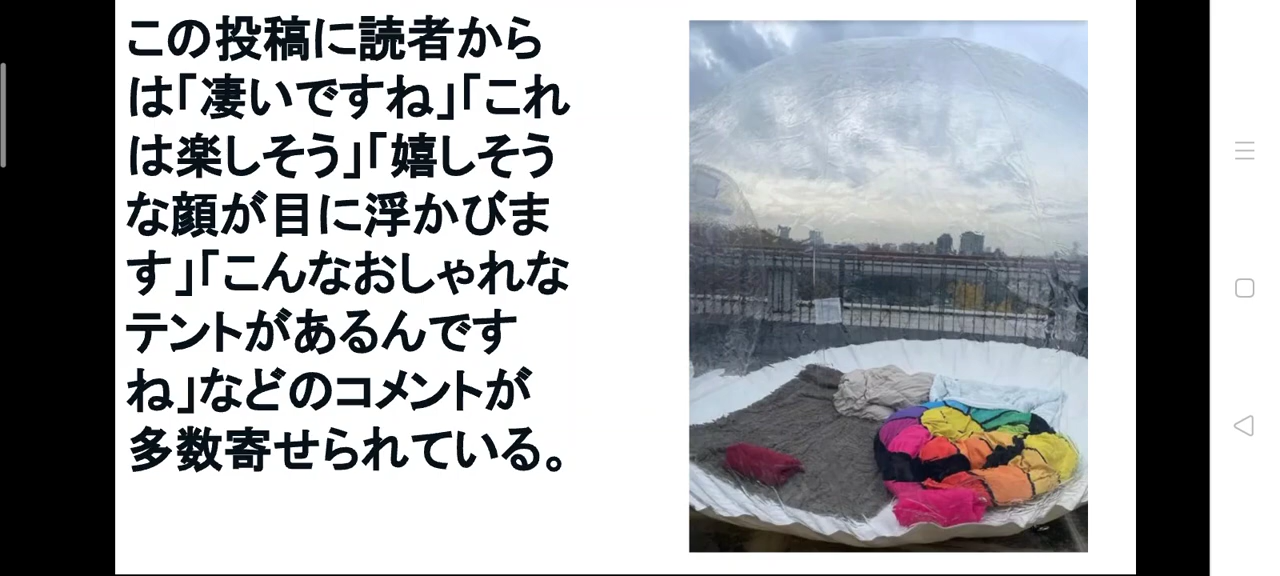 この投稿に読者から
は「凄いですね」「これ
は楽しそう」「嬉しそう
な顔が目に浮かびま
す」「こんなおしゃれな
テントがあるんです
ね」などのコメントが
多数寄せられている。